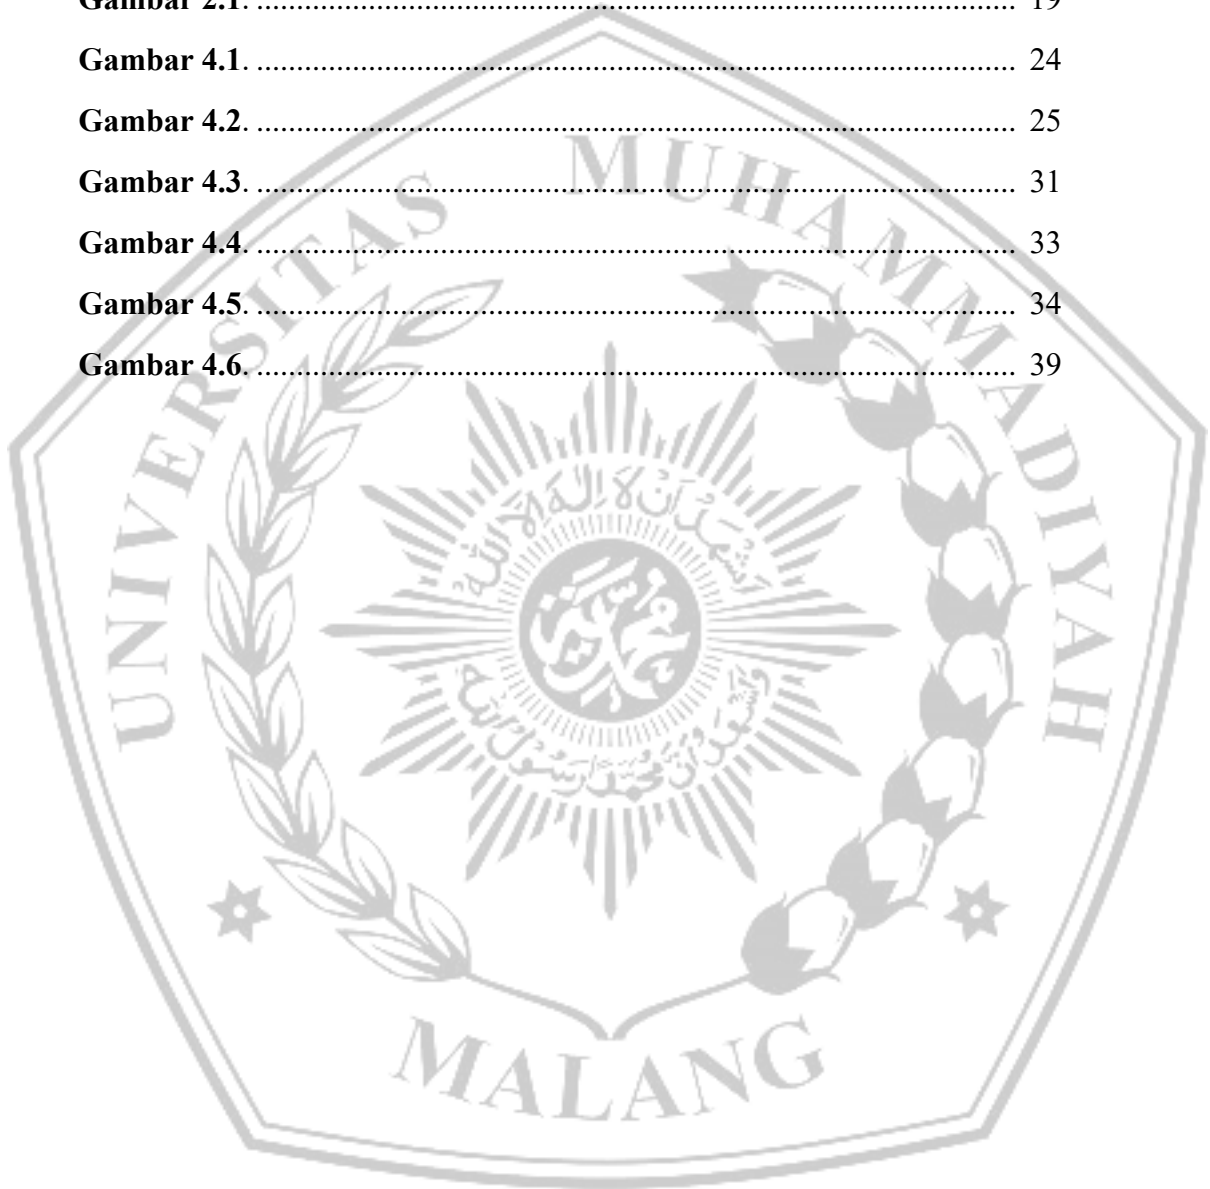 Gambar 2.1. ................................................................................................ 19
Gambar 4.1. ................................................................................................ 24
Gambar 4.2. ................................................................................................ 25
Gambar 4.3. ................................................................................................ 31
Gambar 4.4. ................................................................................................ 33
Gambar 4.5. ................................................................................................ 34
Gambar 4.6. ................................................................................................ 39
UNIVERSITAS MUHAMMADIYAH
MALANG